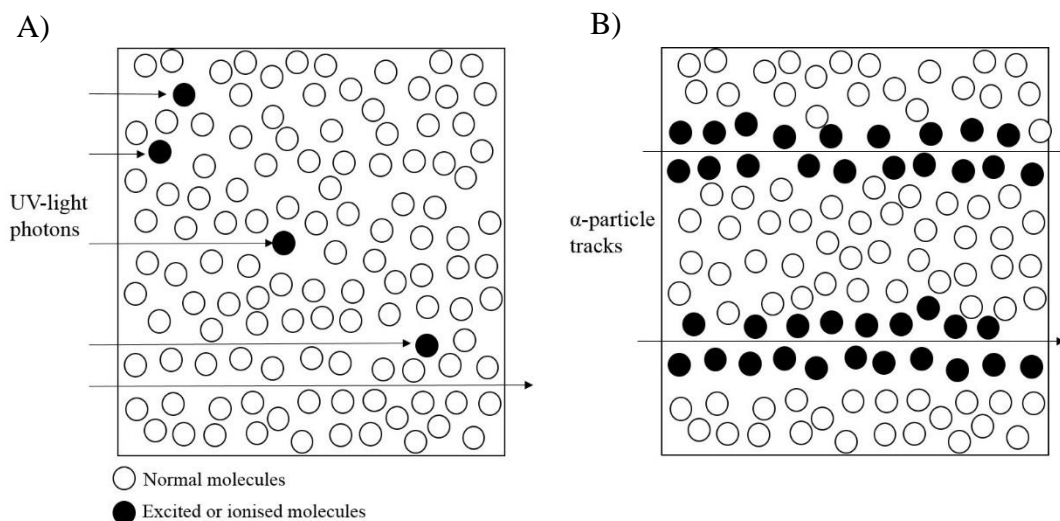 A)
B)
UV-light
photons
α-particle
tracks
Normal molecules
Excited or ionised molecules